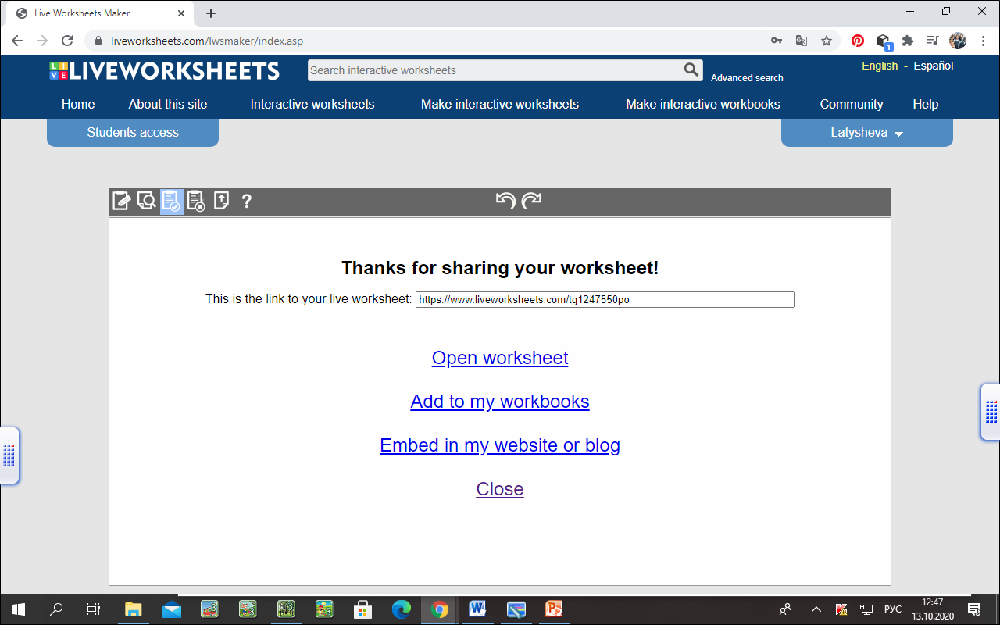 Live Worksheets Maker
liveworksheets.com/lwsmaker/index.asp
1
LIVE LIVEWORKSHEETS
Search interactive worksheets
Advanced search
English - Español
Home About this site Interactive worksheets Make interactive worksheets Make interactive workbooks Community Help
Students access
Latysheva
?
Thanks for sharing your worksheet!
This is the link to your live worksheet: https://www.liveworksheets.com/tg1247550po
Open worksheet
Add to my workbooks
Embed in my website or blog
Close
РУС
12:47
13.10.2020